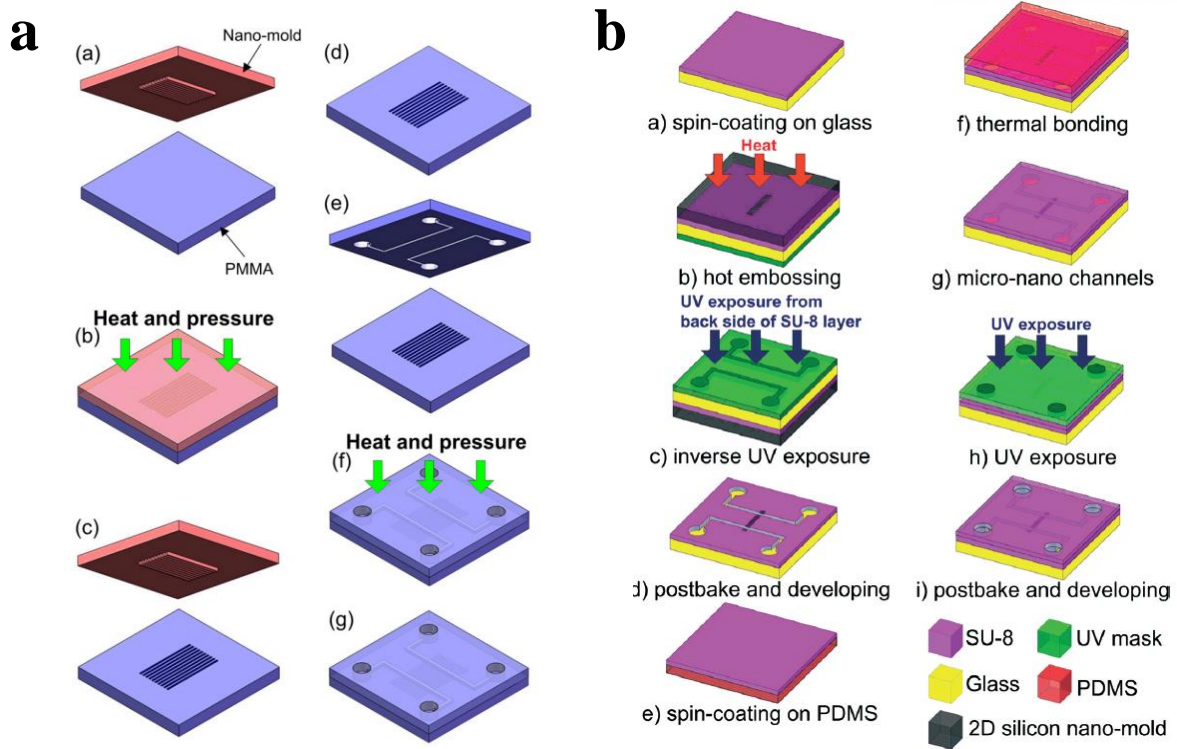 a
(a)
Nano-mold
PMMA
Heat and pressure
(b)
(c)
(d)
(e)
Heat and pressure
(f)
(g)
b
a) spin-coating on glass
Heat
b) hot embossing
UV exposure from
back side of SU-8 layer
c) inverse UV exposure
d) postbake and developing
e) spin-coating on PDMS
f) thermal bonding
g) micro-nano channels
UV exposure
h) UV exposure
i) postbake and developing
SU-8
UV mask
Glass
PDMS
2D silicon nano-mold